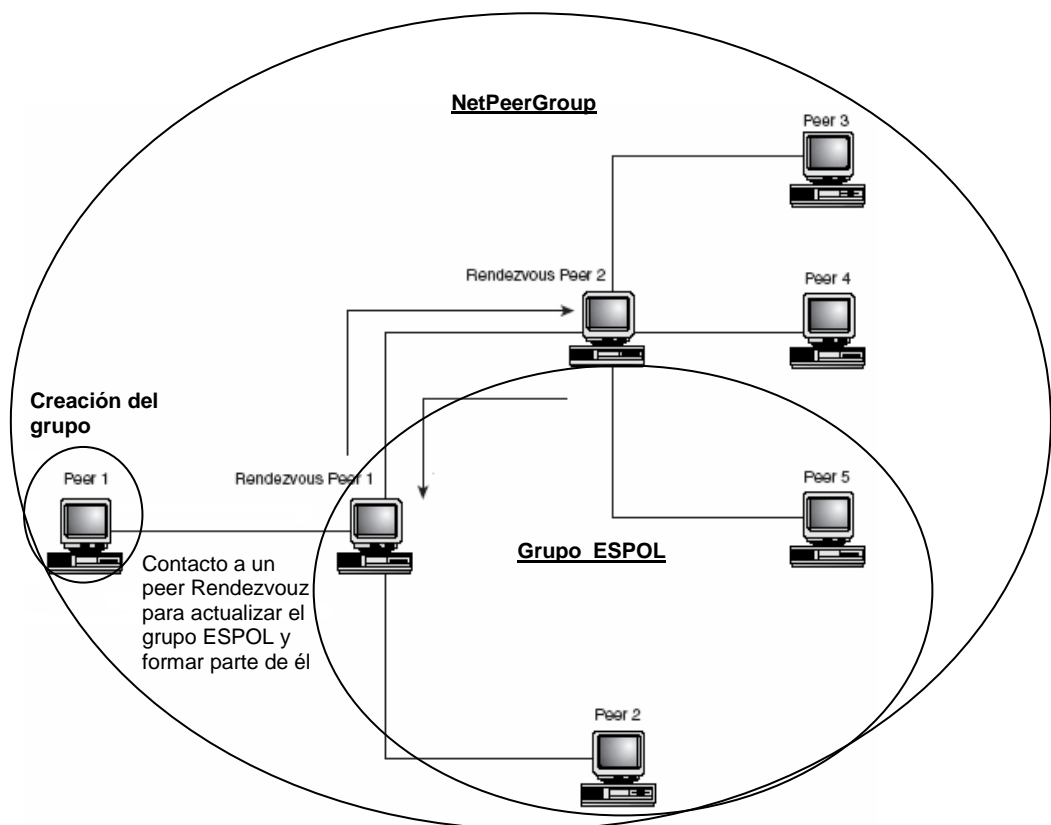 NetPeerGroup
Peer 3
Rendezvous Peer 2
Peer 4
Creación del
grupo
Peer 1
Rendezvous Peer 1
Peer 5
Grupo ESPOL
Contacto a un
peer Rendezvouz
para actualizar el
grupo ESPOL y
formar parte de él
Peer 2